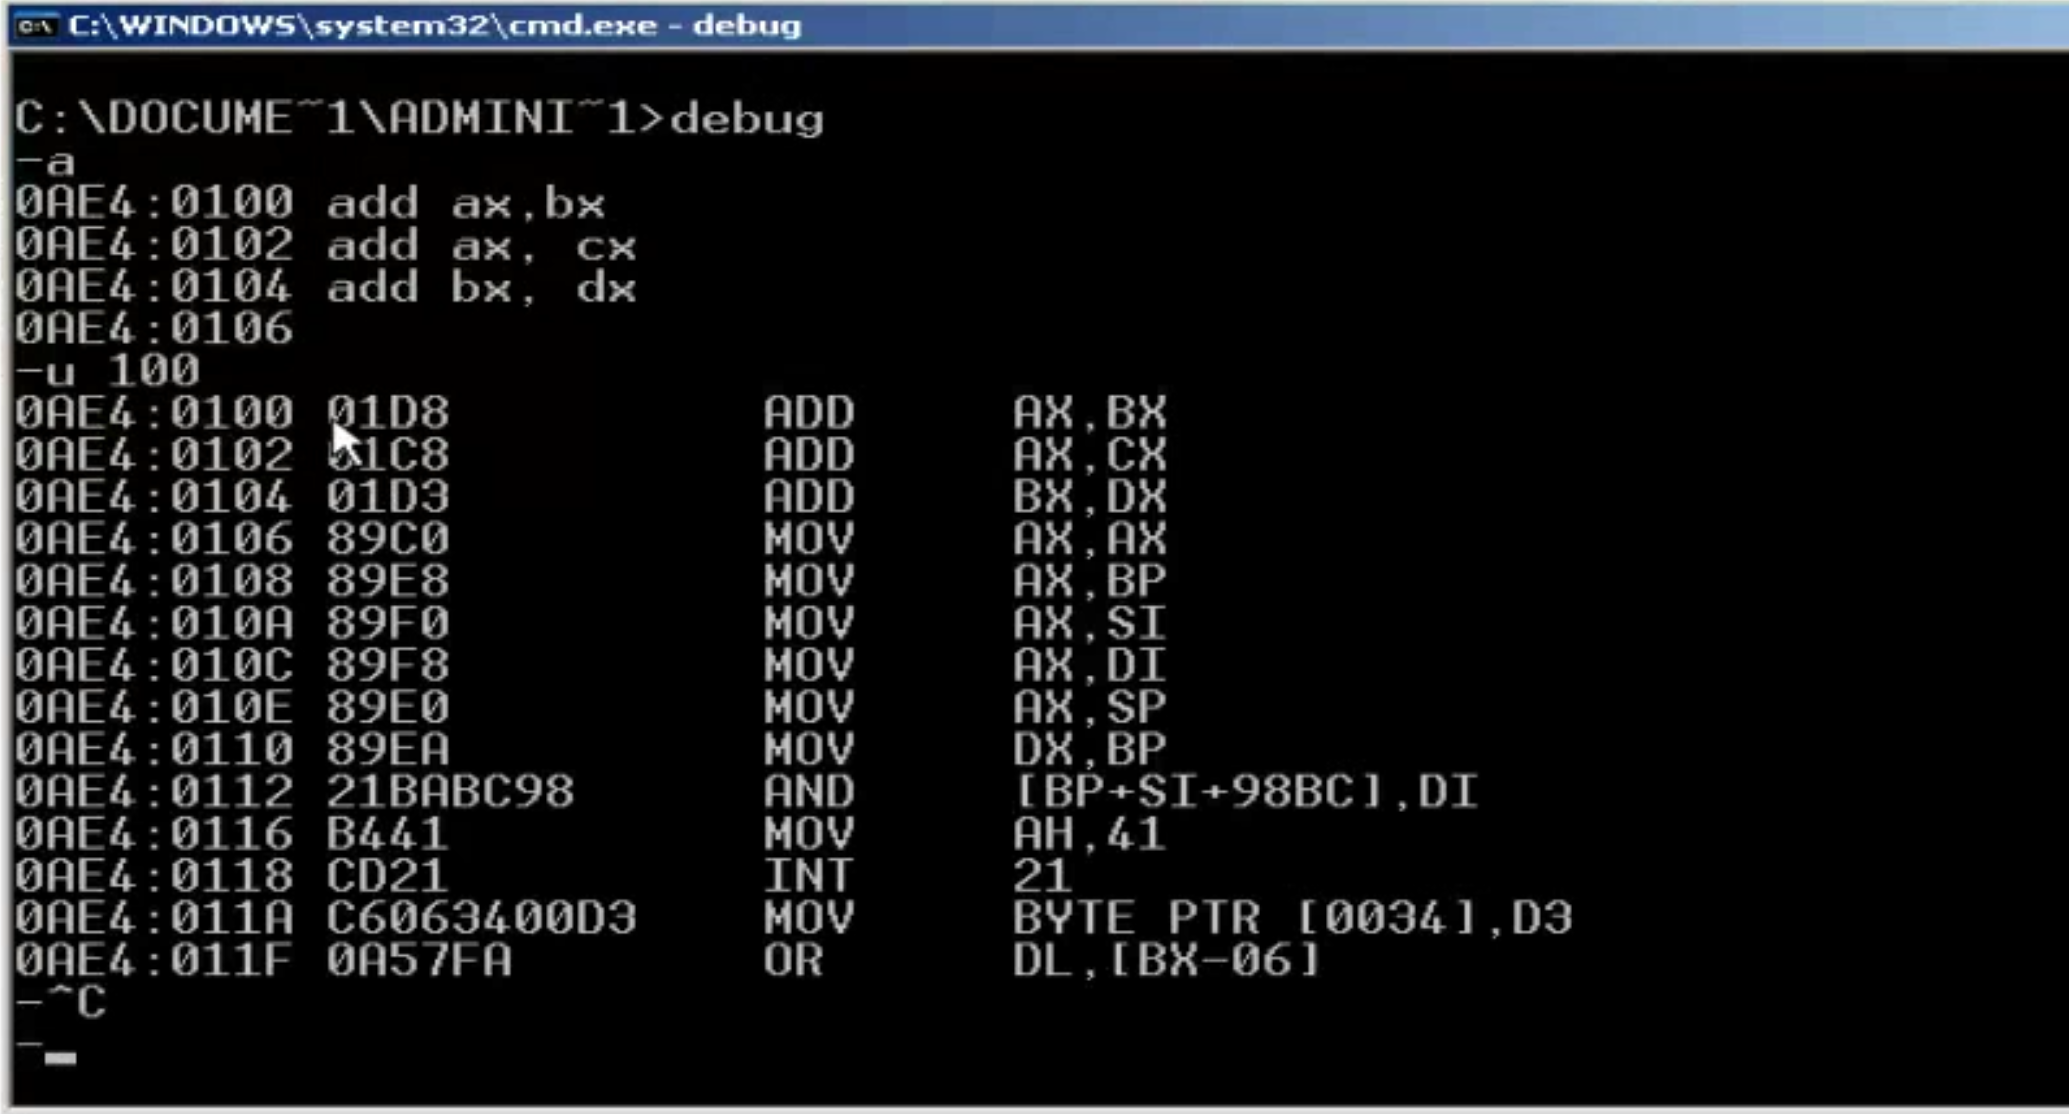 C:\WINDOWS\system32\cmd.exe - debug
C:\DOCUME~1\ADMINI~1>debug
-a
0AE4:0100 add ax,bx
0AE4:0102 add ax, cx
0AE4:0104 add bx, dx
0AE4:0106
-u 100
0AE4:0100 01D8 ADD AX,BX
0AE4:0102 01C8 ADD AX,CX
0AE4:0104 01D3 ADD BX,DX
0AE4:0106 89C0 MOV AX,AX
0AE4:0108 89E8 MOV AX,BP
0AE4:010A 89F0 MOV AX,SI
0AE4:010C 89F8 MOV AX,DI
0AE4:010E 89E0 MOV AX,SP
0AE4:0110 89EA MOV DX,BP
0AE4:0112 21BABC98 AND [BP+SI+98BC],DI
0AE4:0116 B441 MOV AH,41
0AE4:0118 CD21 INT 21
0AE4:011A C6063400D3 MOV BYTE PTR [0034],D3
0AE4:011F 0A57FA OR DL,[BX-06]
-^C
-